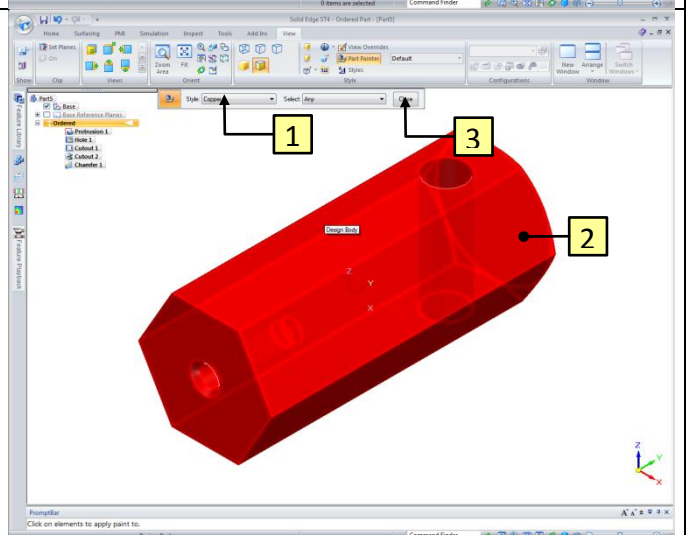 0 items are selected
Command Finder
Solid Edge ST4 - Ordered Part - [Part5]
Home Surfacing PMI Simulation Inspect Tools Add Ins View
Set Planes
On
Show
Clip
Views
Zoom Area
Fit
Orient
View Overrides
Part Painter
Styles
Default
Style
Configurations
New Window
Arrange
Switch Windows
Window
Feature Library
Feature Playback
Part5
Base
Base Reference Planes
Ordered
Protrusion 1
Hole 1
Cutout 1
Cutout 2
Chamfer 1
Style: Copper
Select: Any
Close
1
3
2
Design Body
Z
Y
X
Z
Y
X
PromptBar
Click on elements to apply paint to.
Command Finder